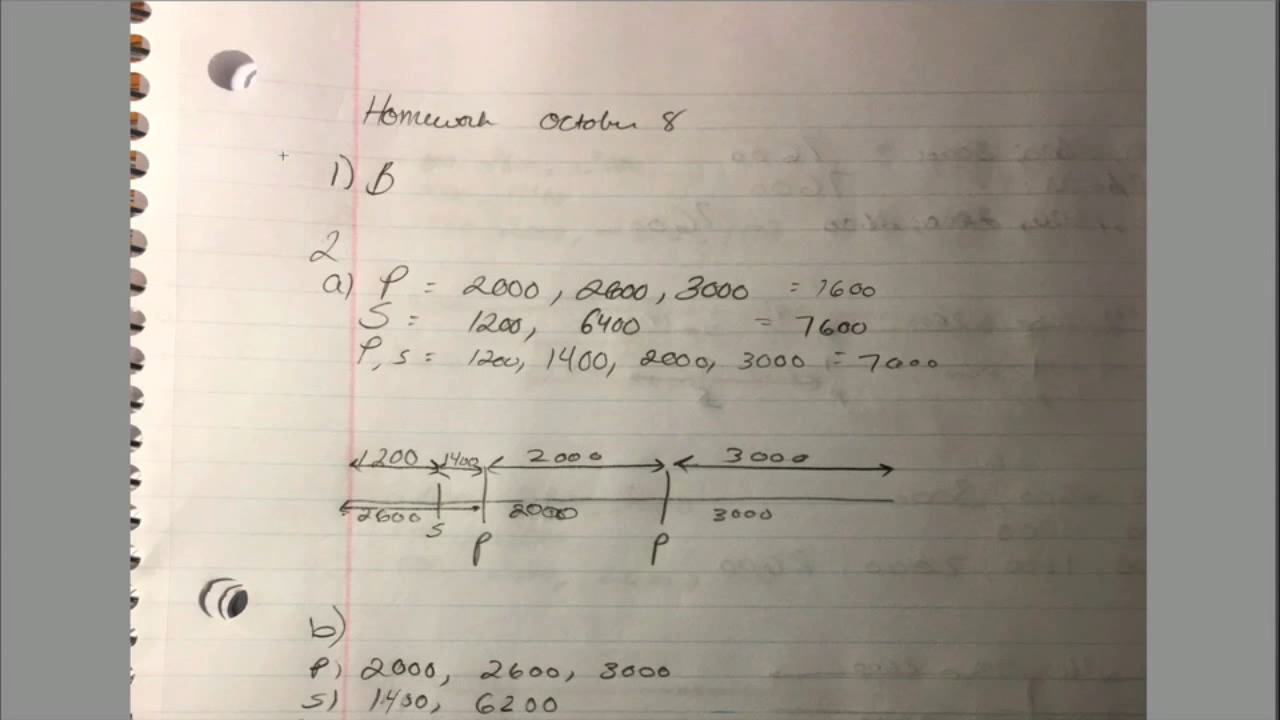 Homework October 8
1) B
2
a) P = 2000, 2600, 3000 = 7600
S = 1200, 6400 = 7600
P, S = 1200, 1400, 2000, 3000 = 7000
1200 1400 2000 3000
2600 2000 3000
S
P P
b)
P) 2000, 2600, 3000
S) 1400, 6200